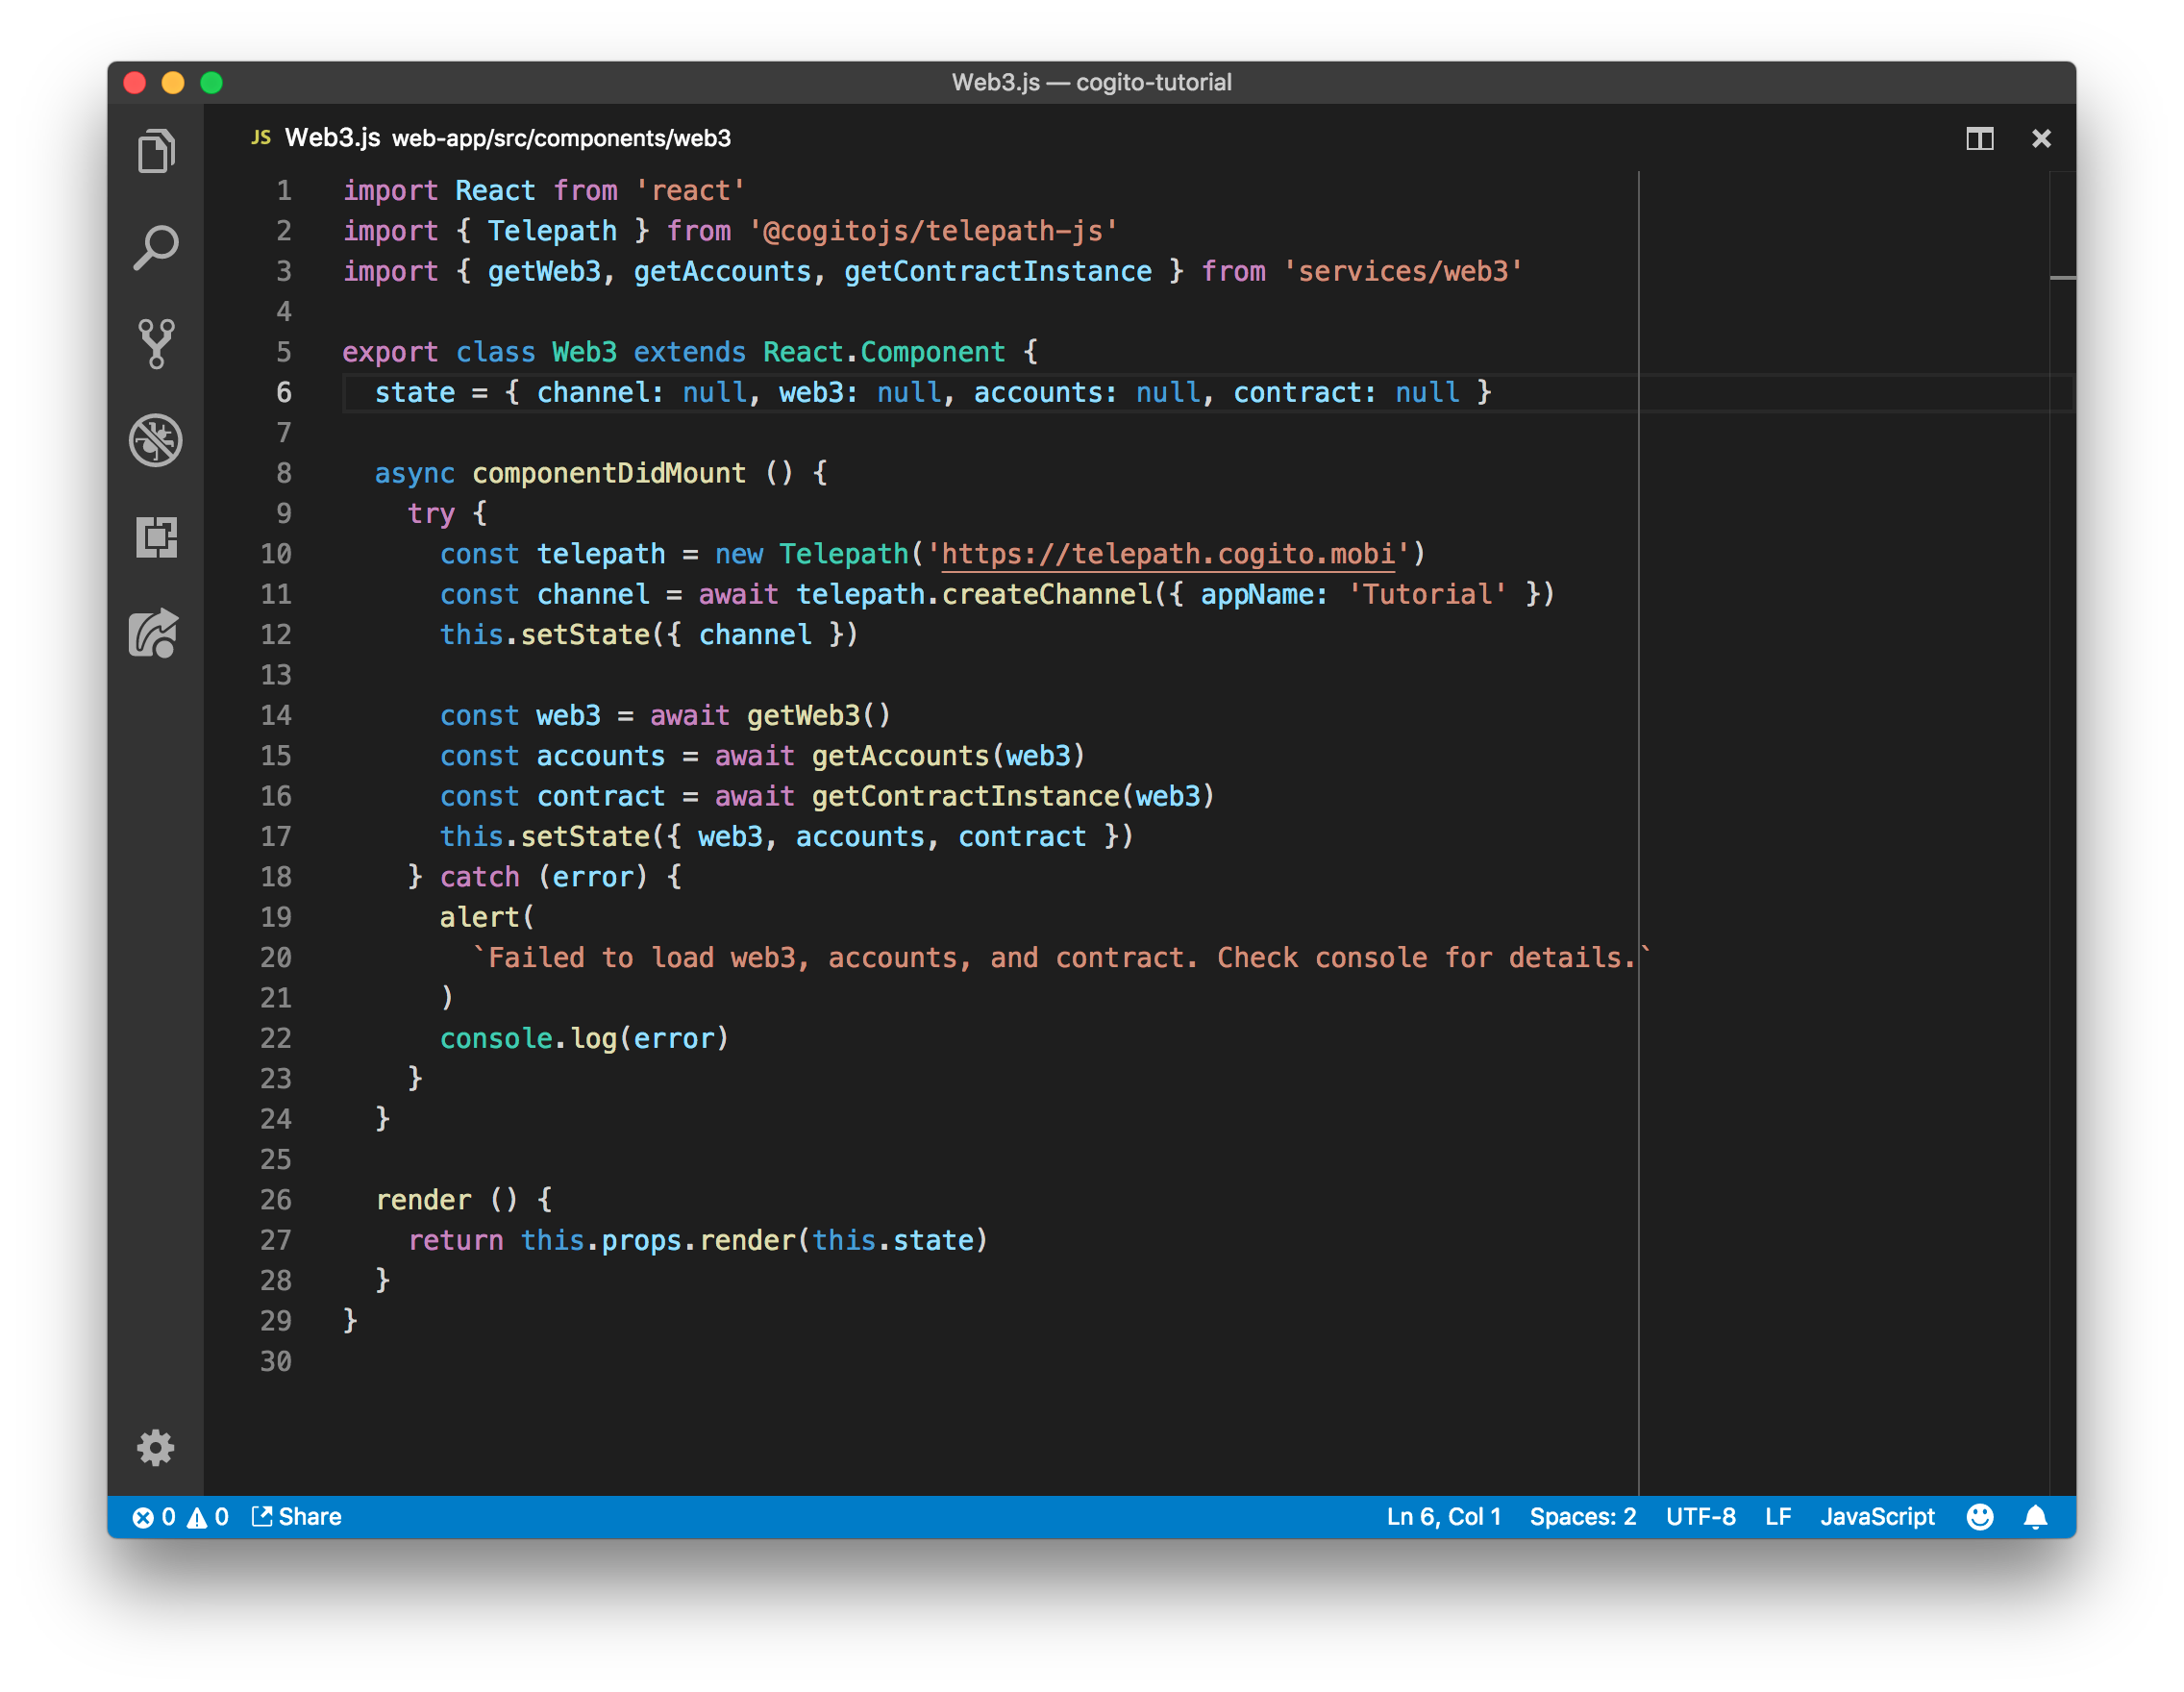 Web3.js — cogito-tutorial
JS Web3.js web-app/src/components/web3
1 import React from 'react'
2 import { Telepath } from '@cogitojs/telepath-js'
3 import { getWeb3, getAccounts, getContractInstance } from 'services/web3'
4
5 export class Web3 extends React.Component {
6   state = { channel: null, web3: null, accounts: null, contract: null }
7
8   async componentDidMount () {
9     try {
10       const telepath = new Telepath('https://telepath.cogito.mobi')
11       const channel = await telepath.createChannel({ appName: 'Tutorial' })
12       this.setState({ channel })
13
14       const web3 = await getWeb3()
15       const accounts = await getAccounts(web3)
16       const contract = await getContractInstance(web3)
17       this.setState({ web3, accounts, contract })
18     } catch (error) {
19       alert(
20         `Failed to load web3, accounts, and contract. Check console for details.`
21       )
22       console.log(error)
23     }
24   }
25
26   render () {
27     return this.props.render(this.state)
28   }
29 }
30
0 0 Share Ln 6, Col 1 Spaces: 2 UTF-8 LF JavaScript